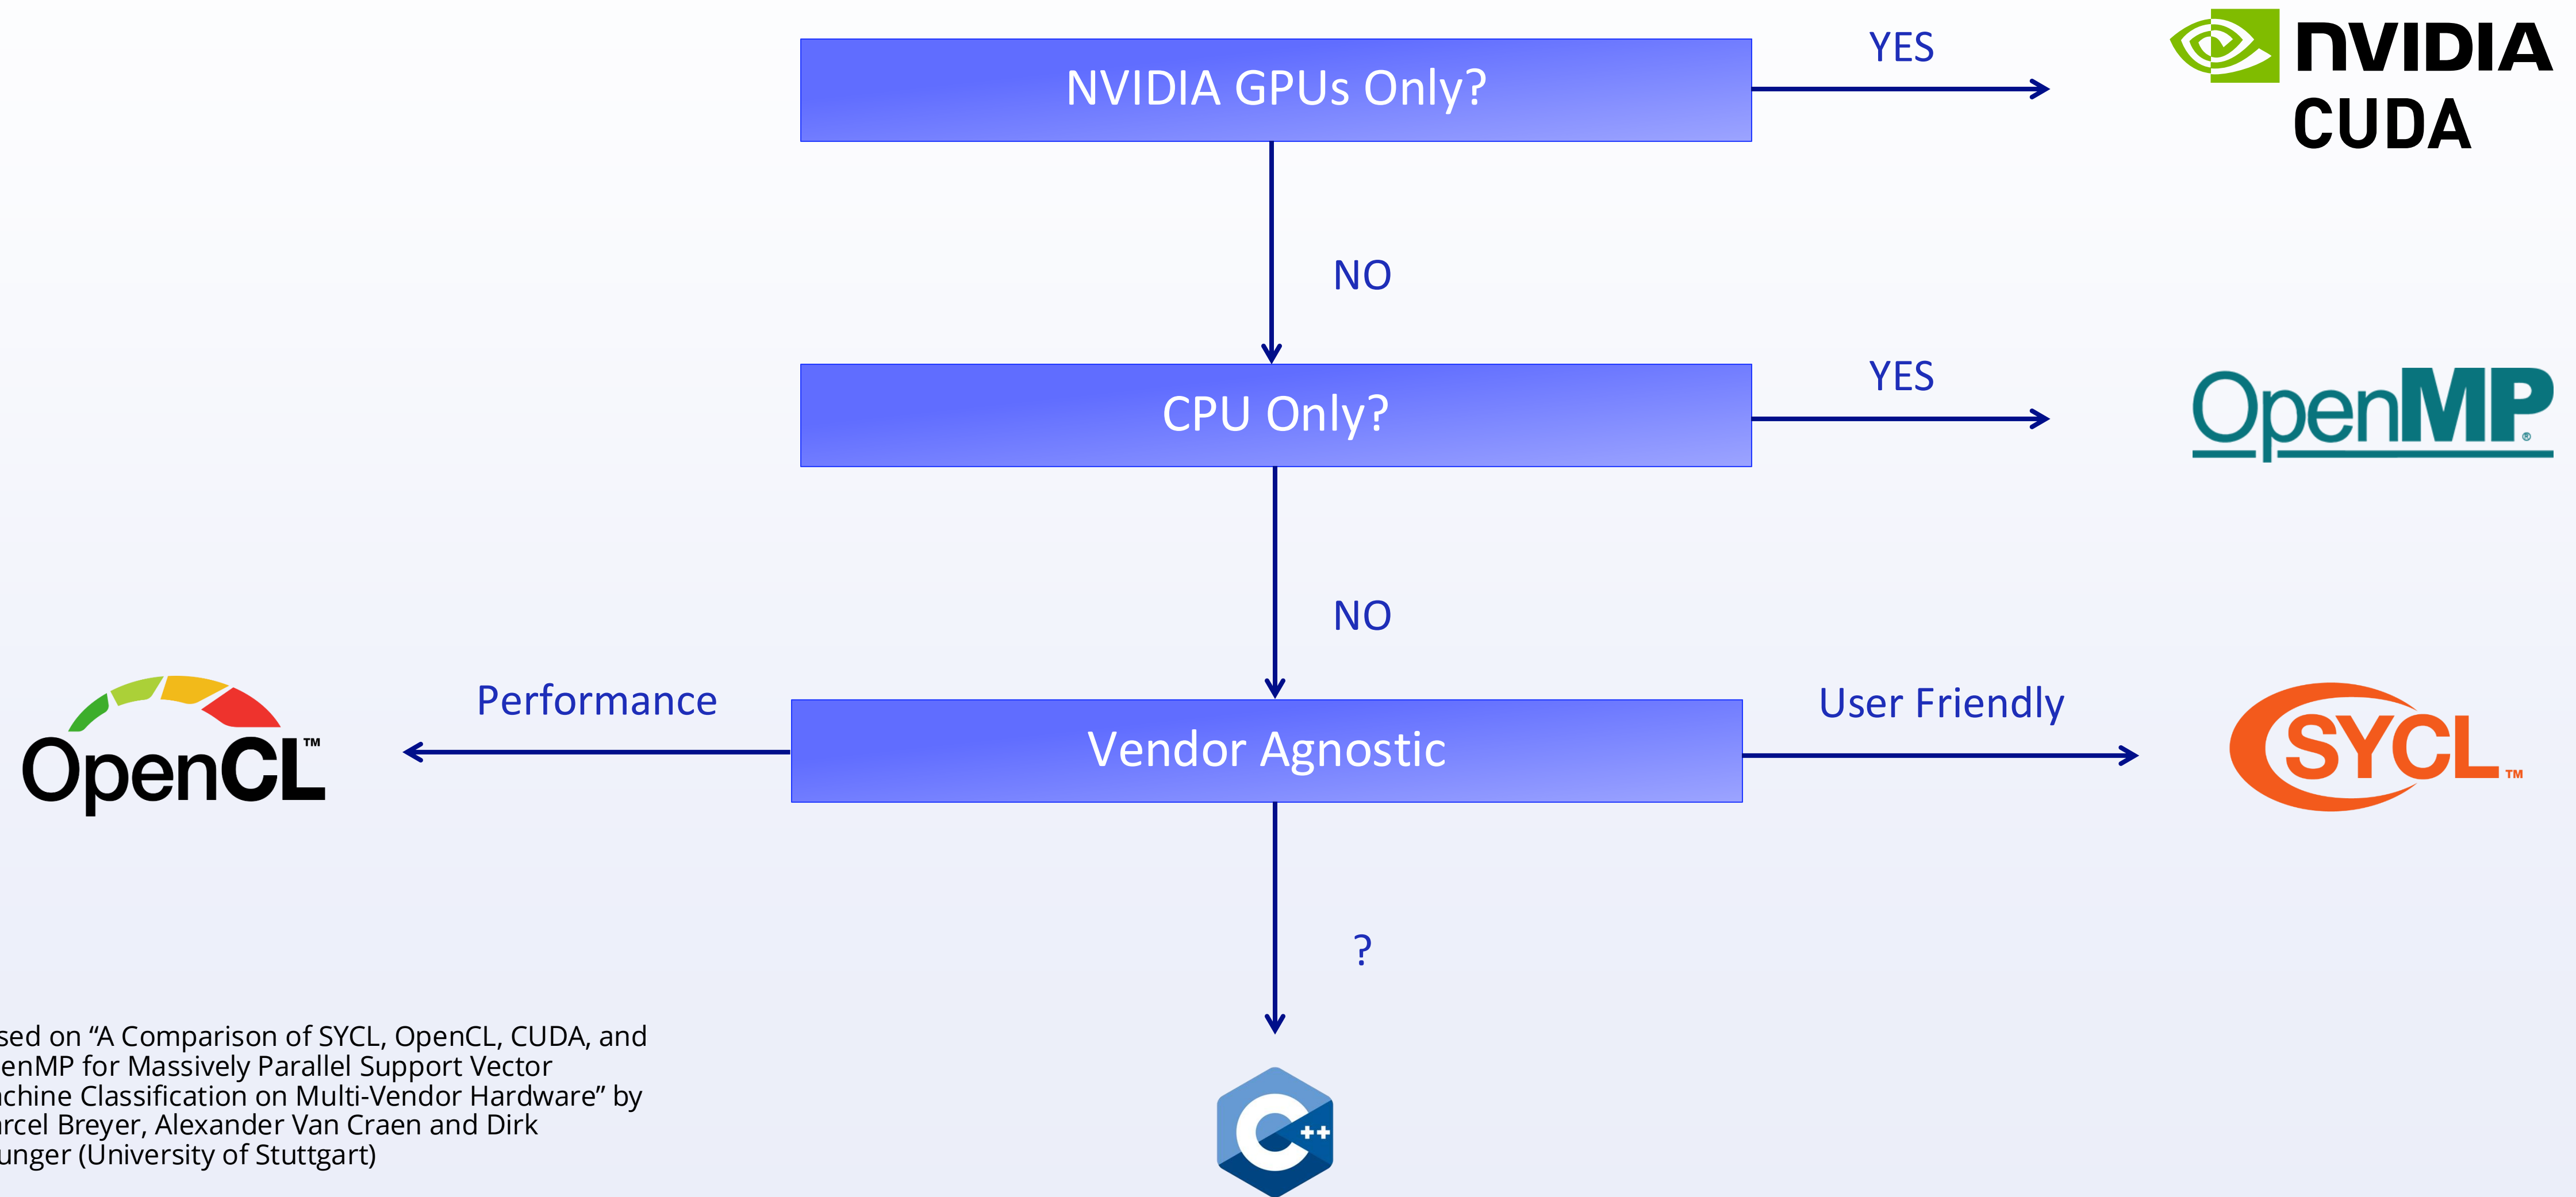 NVIDIA GPUs Only?
YES
nVIDIA
CUDA
NO
CPU Only?
YES
OpenMP®
NO
OpenCL™
Performance
Vendor Agnostic
User Friendly
SYCL™
?
C++
sed on “A Comparison of SYCL, OpenCL, CUDA, and
enMP for Massively Parallel Support Vector
chine Classification on Multi-Vendor Hardware” by
rcel Breyer, Alexander Van Craen and Dirk
unger (University of Stuttgart)